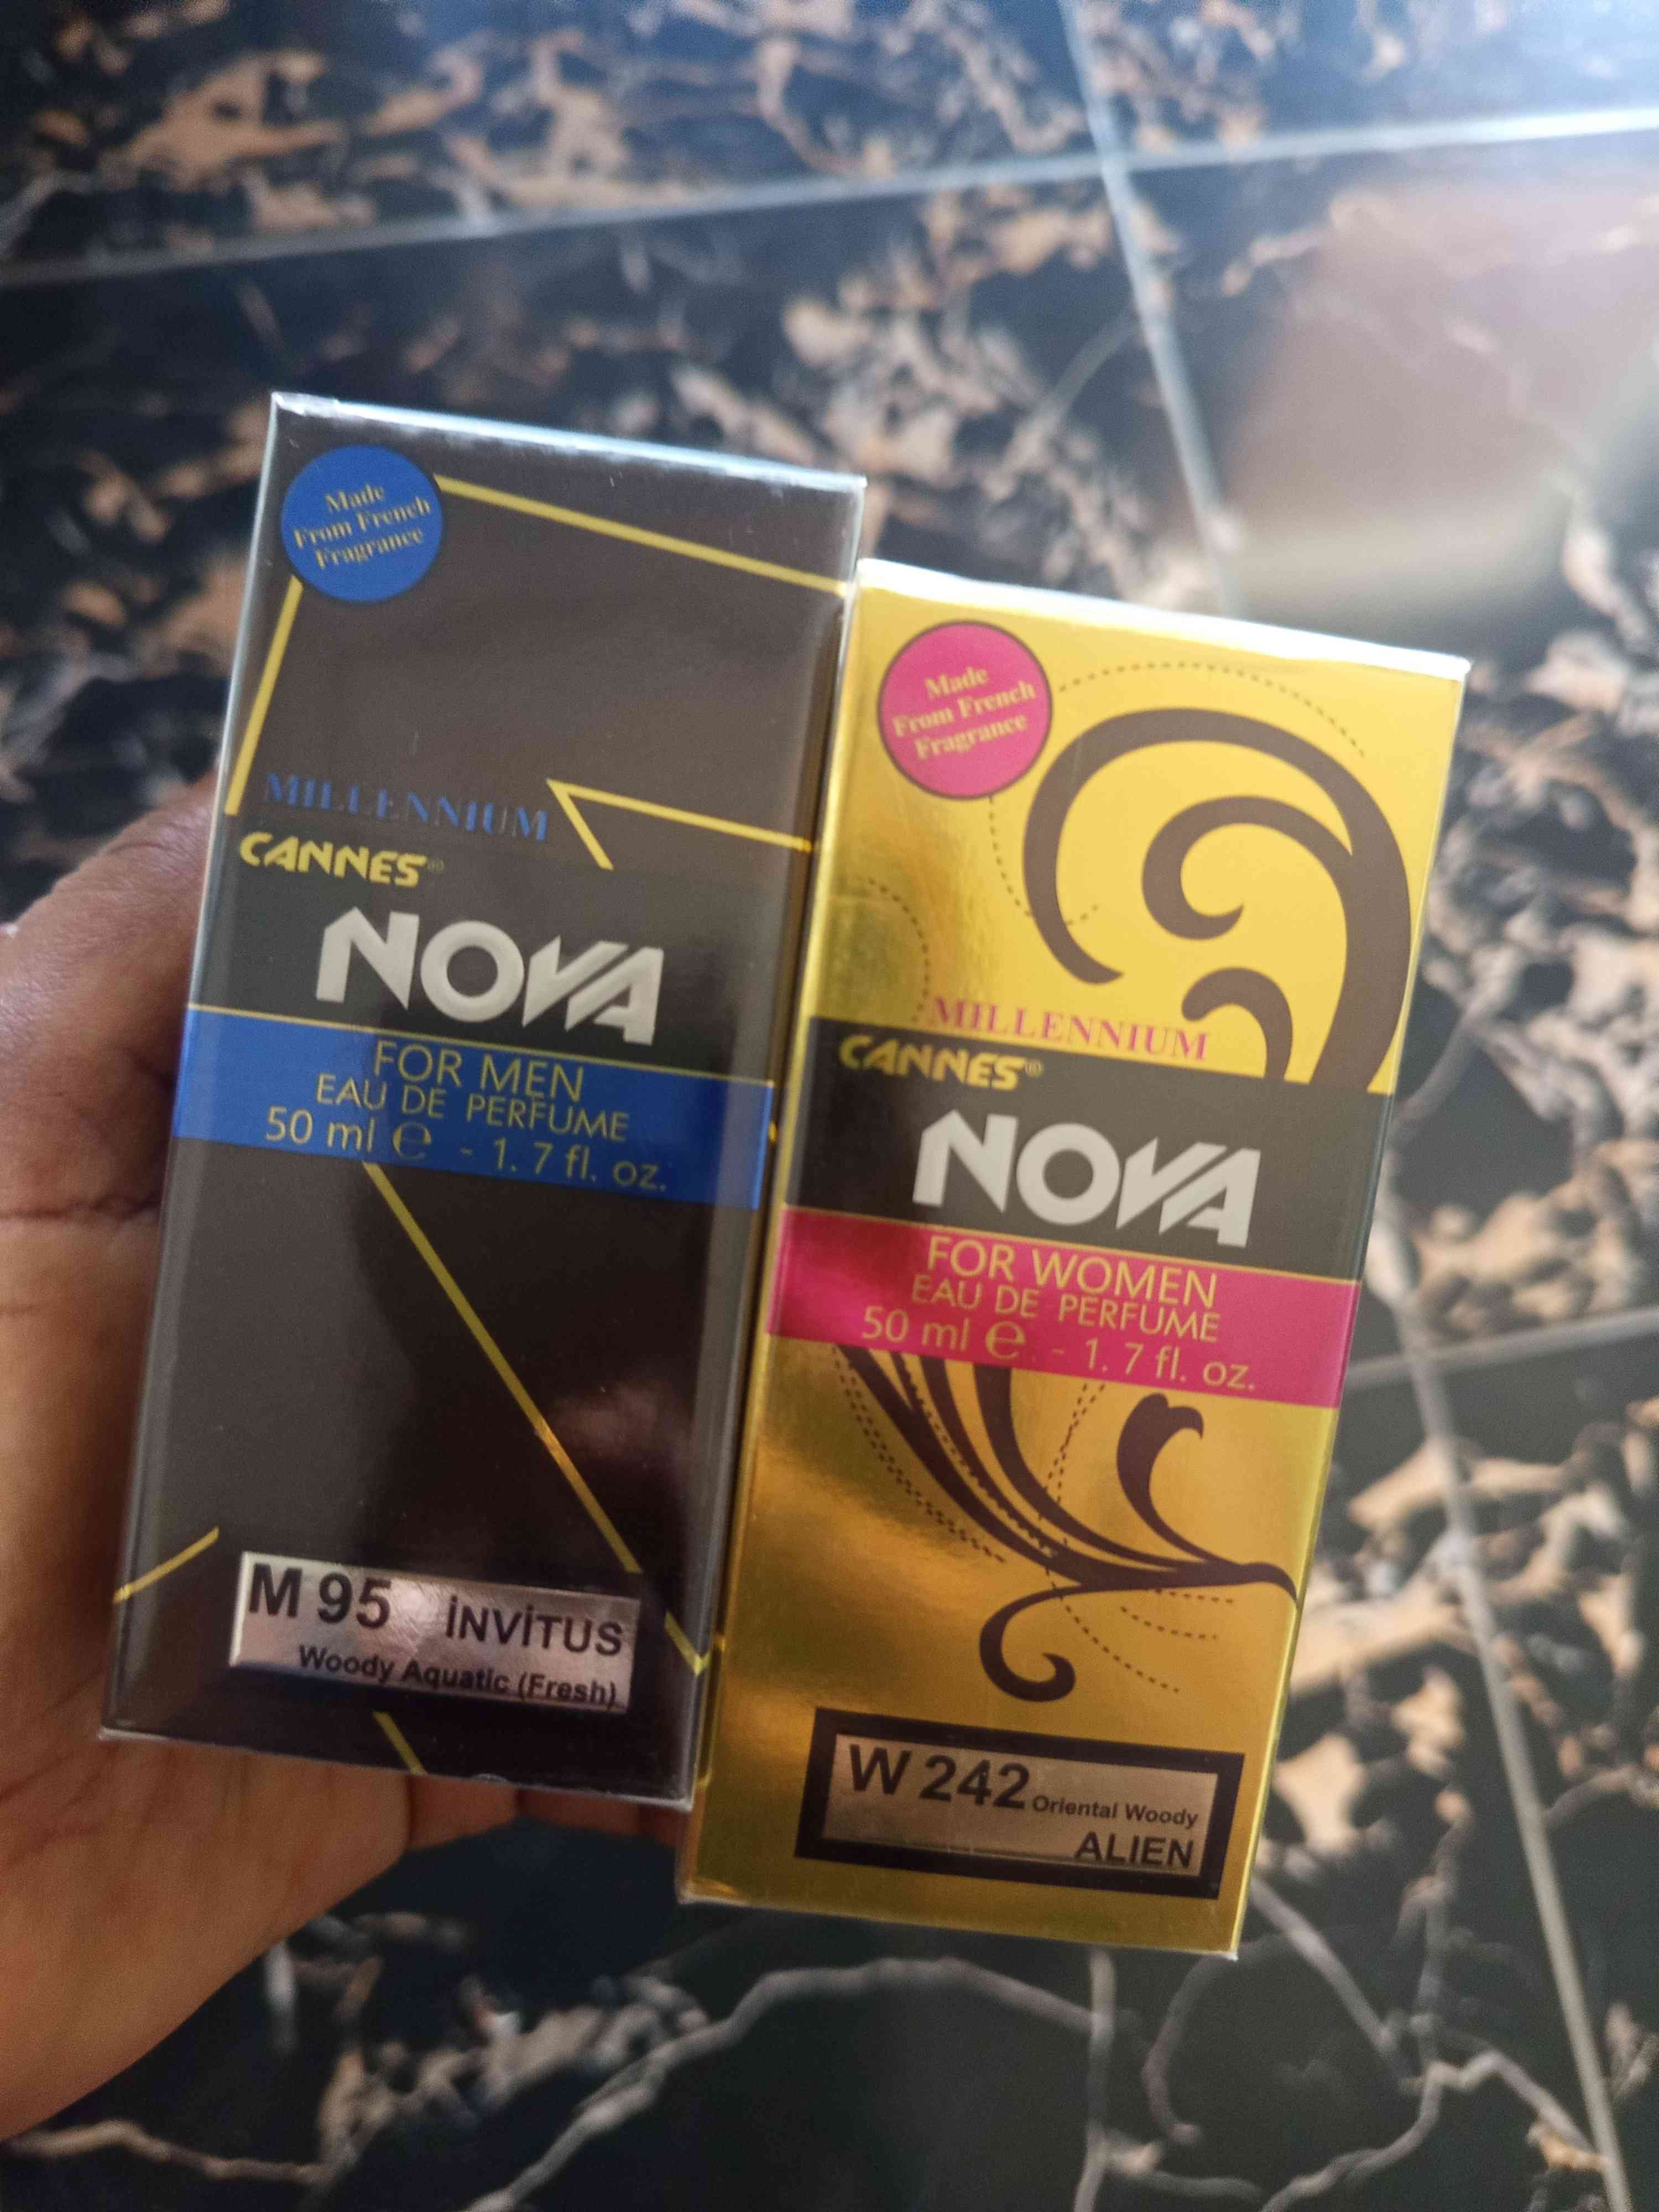 Made
From French
Fragrance
MILLENNIUM
CANNES®
NOVA
FOR MEN
EAU DE PERFUME
50 ml ℮ - 1.7 fl. oz.
M 95 İNVİTUS
Woody Aquatic (Fresh)
Made
From French
Fragrance
MILLENNIUM
CANNES®
NOVA
FOR WOMEN
EAU DE PERFUME
50 ml ℮ - 1.7 fl. oz.
W 242 Oriental Woody
ALIEN